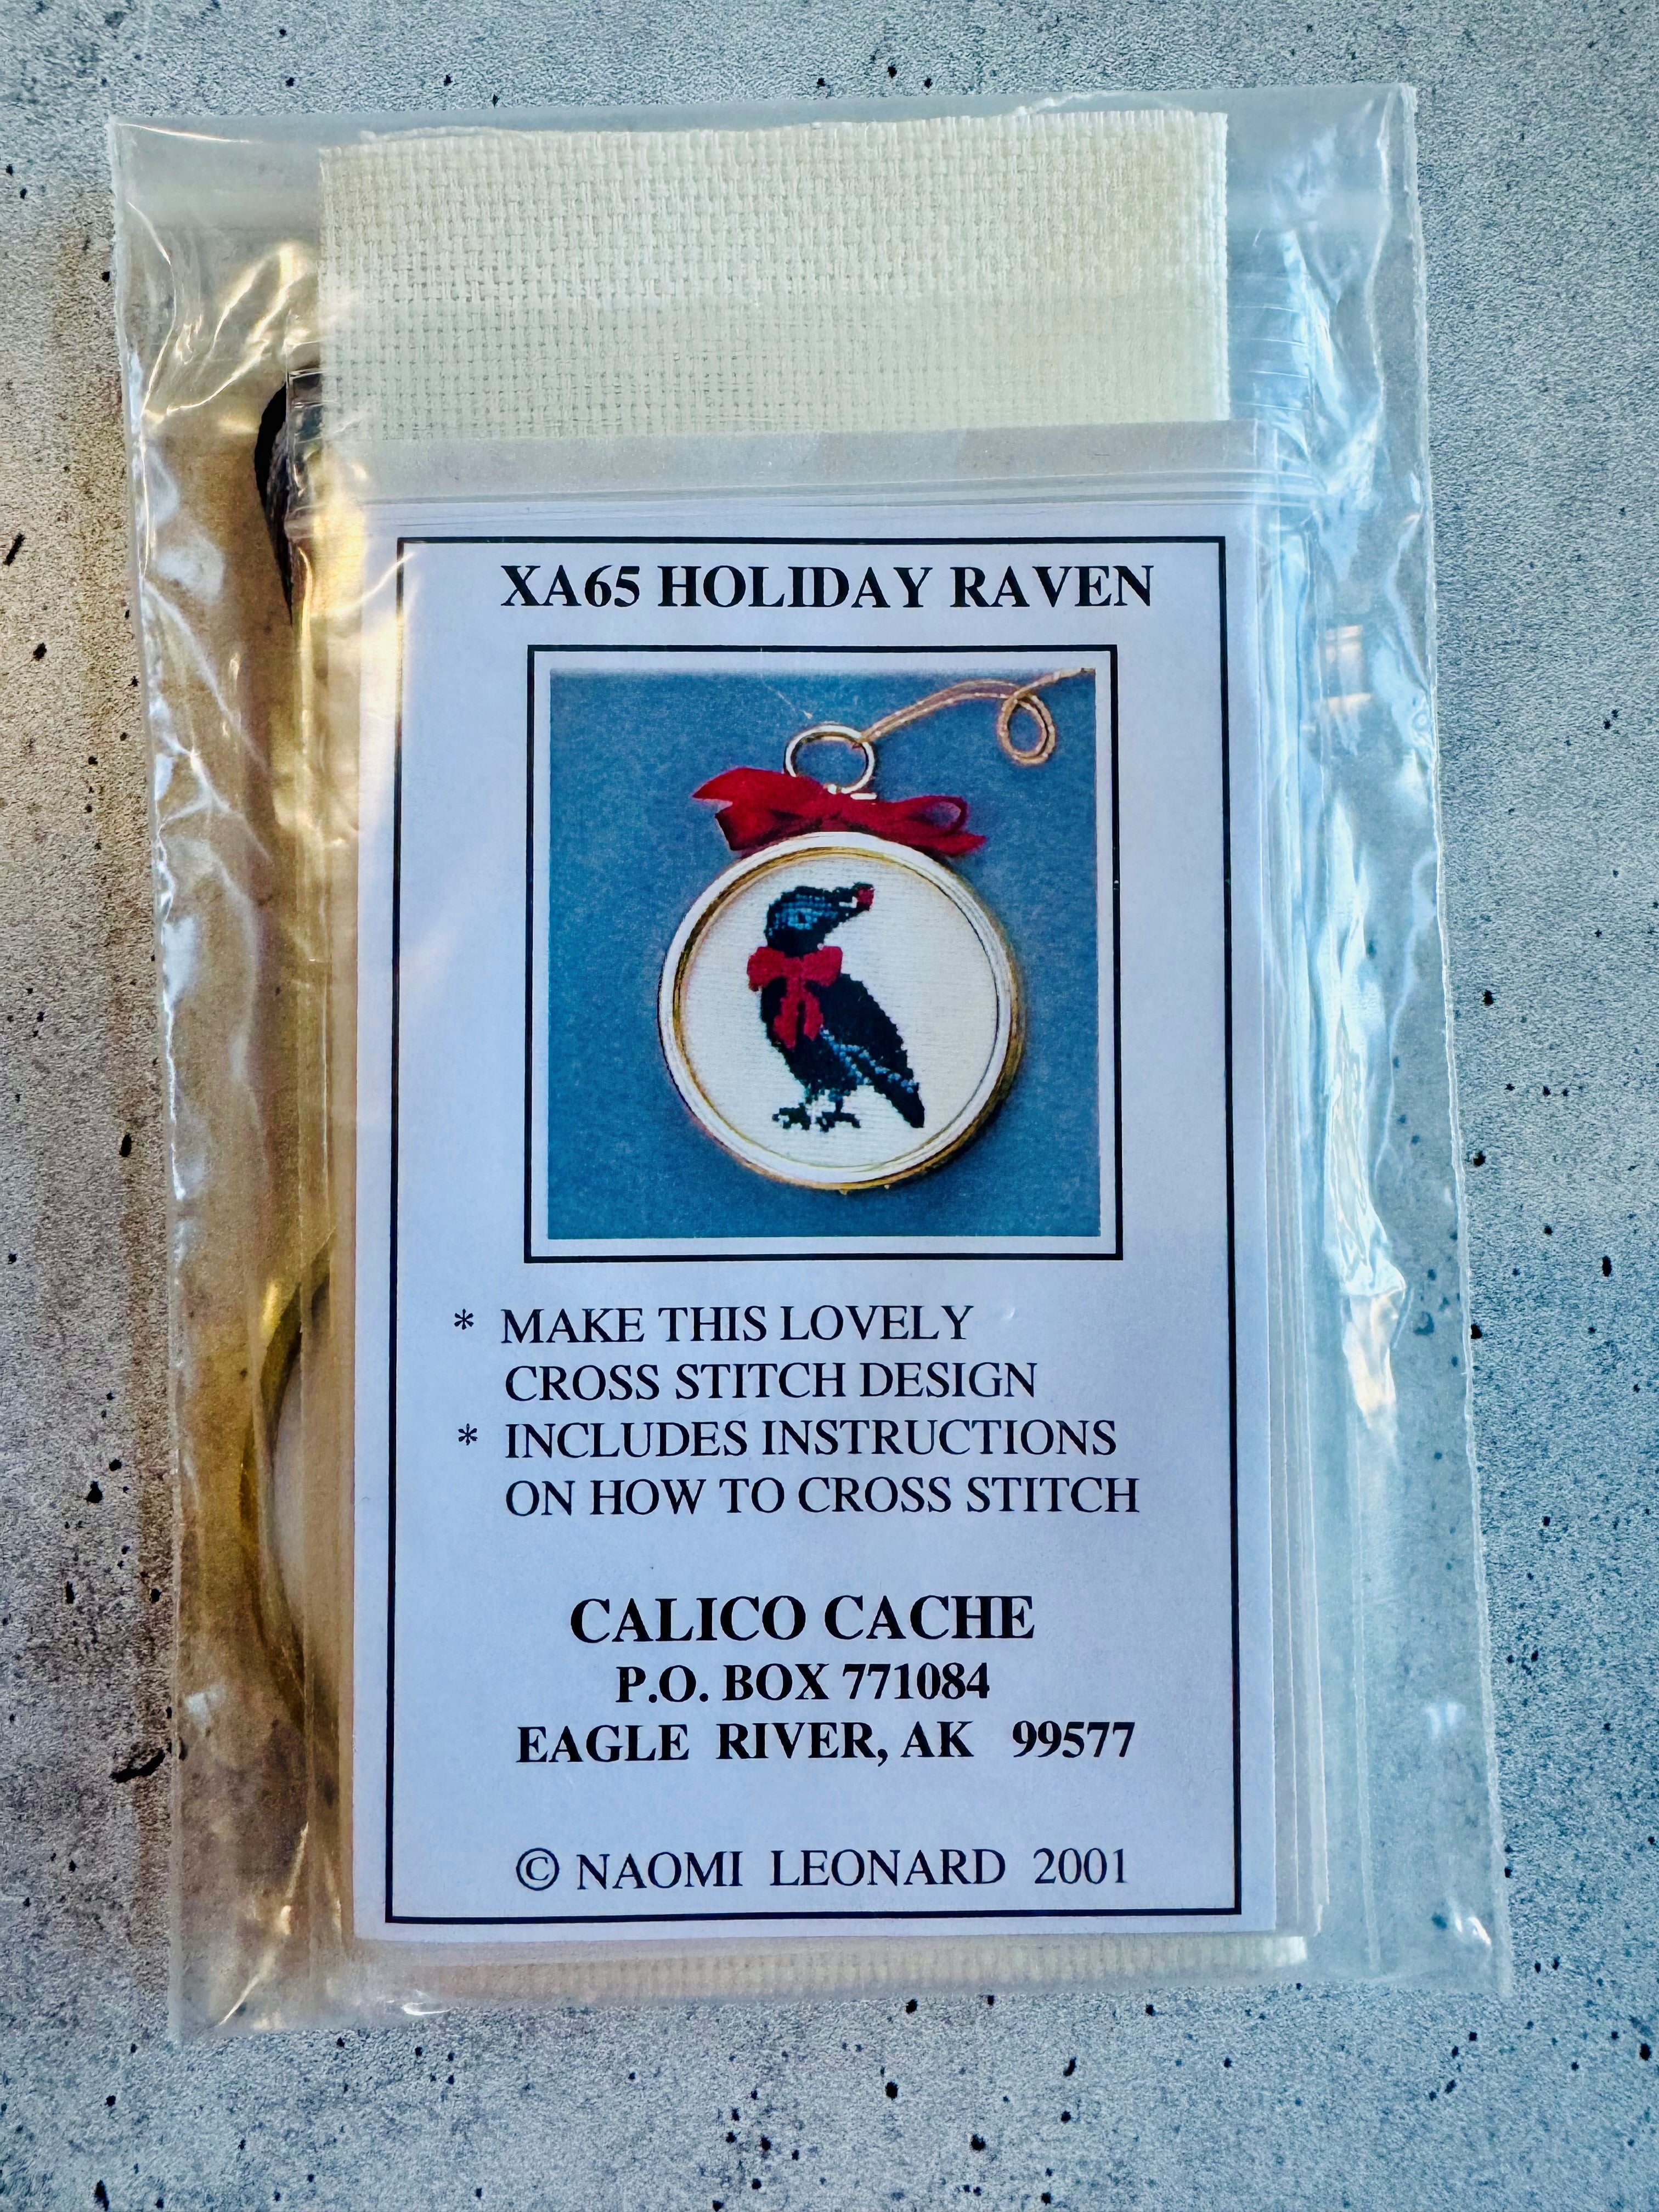 XA65 HOLIDAY RAVEN
* MAKE THIS LOVELY
CROSS STITCH DESIGN
* INCLUDES INSTRUCTIONS
ON HOW TO CROSS STITCH
CALICO CACHE
P.O. BOX 771084
EAGLE RIVER, AK 99577
© NAOMI LEONARD 2001